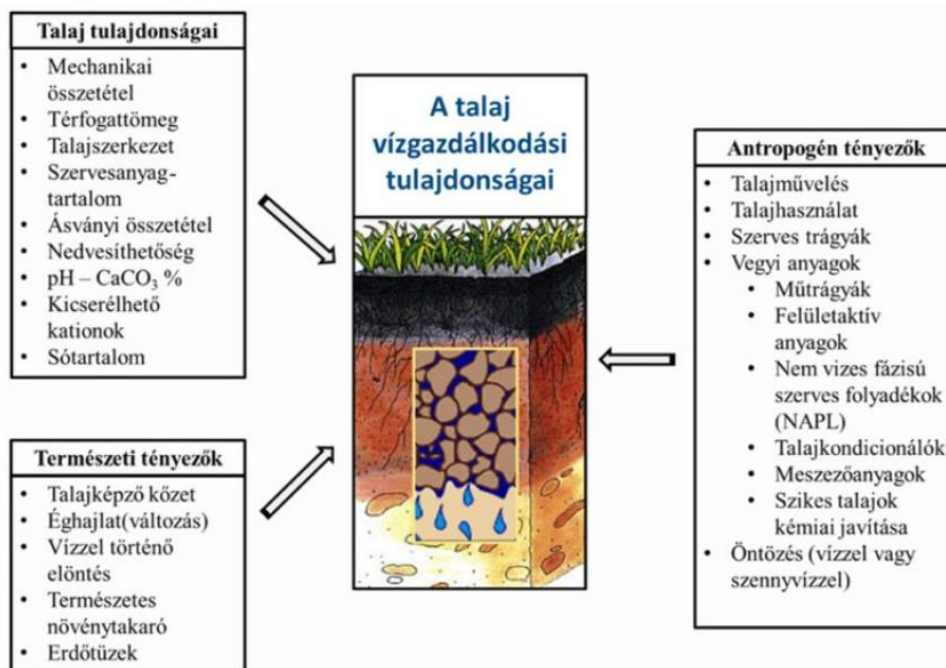 Talaj tulajdonságai
• Mechanikai
összetétel
• Térfogattömeg
• Talajszerkezet
• Szervesanyag-
tartalom
• Ásványi összetétel
• Nedvesíthetőség
• pH – CaCO₃ %
• Kicserélhető
kationok
• Sótartalom
Természeti tényezők
• Talajképző kőzet
• Éghajlat(változás)
• Vízzel történő
elöntés
• Természetes
növénytakaró
• Erdőtüzek
A talaj
vízgazdálkodási
tulajdonságai
Antropogén tényezők
• Talajművelés
• Talajhasználat
• Szerves trágyák
• Vegyi anyagok
• Műtrágyák
• Felületaktív
anyagok
• Nem vizes fázisú
szerves folyadékok
(NAPL)
• Talajkondicionálók
• Meszezőanyagok
• Szikes talajok
kémiai javítása
• Öntözés (vízzel vagy
szennyvízzel)